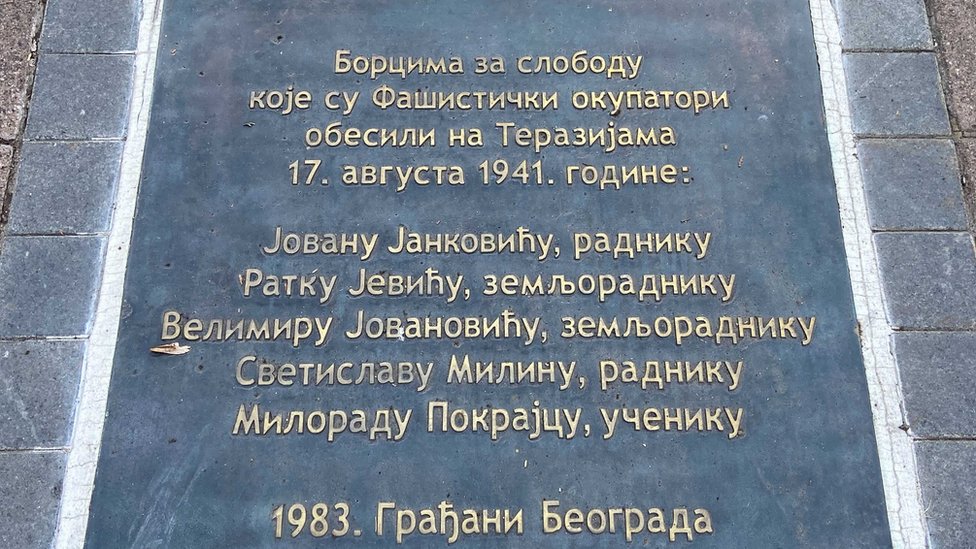 Борцима за слободу
које су Фашистички окупатори
обесили на Теразијама
17. августа 1941. године:
Јовану Јанковићу, раднику
Ратку Јевићу, земљораднику
Велимиру Јовановићу, земљораднику
Светиславу Милину, раднику
Милораду Покрајцу, ученику
1983. Грађани Београда